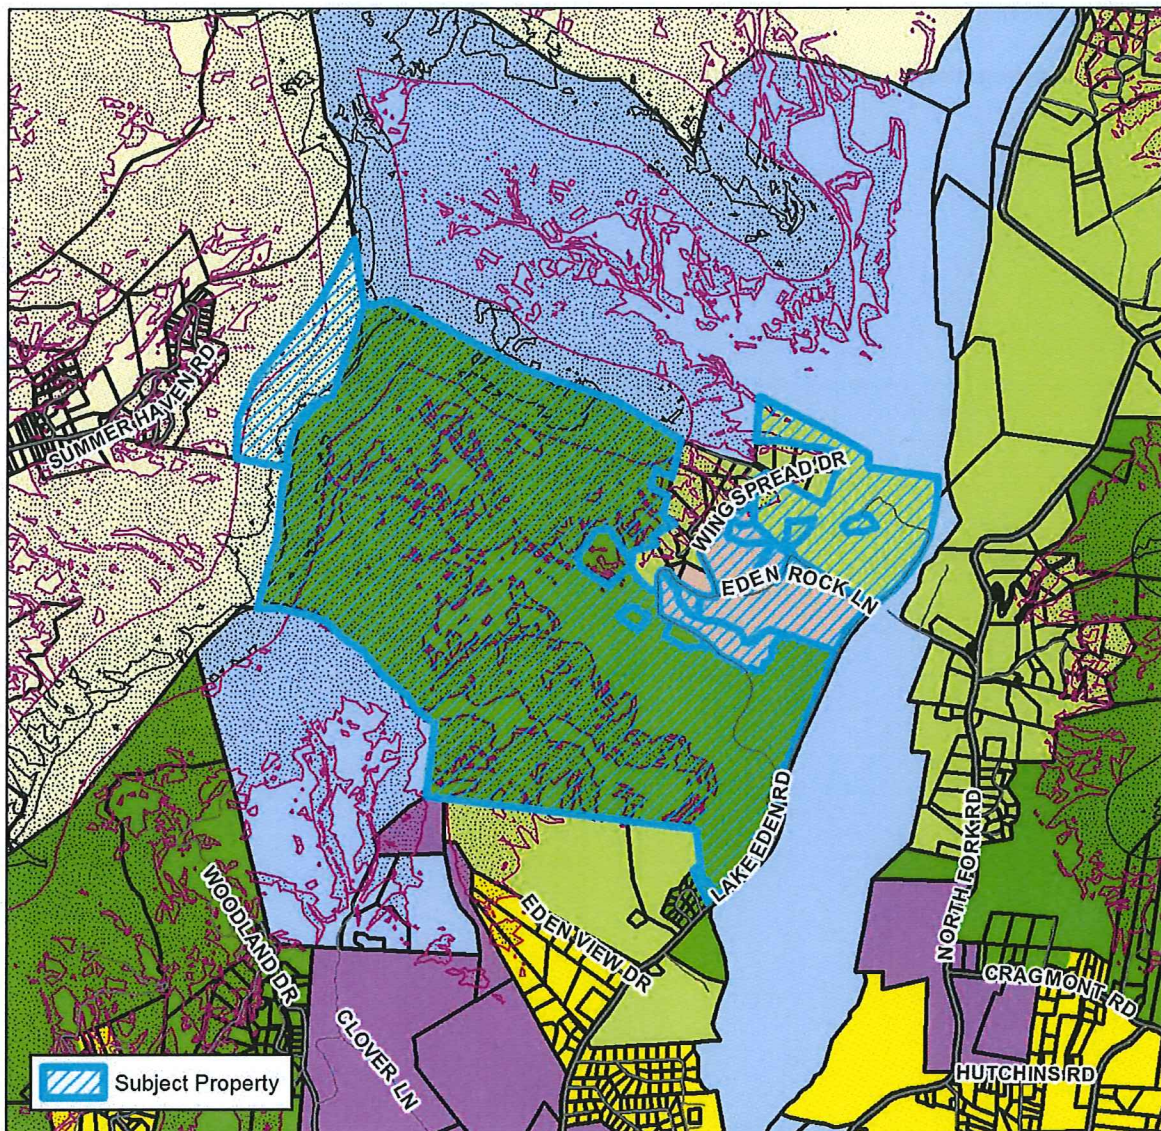 SUMMER HAVEN RD
WINGSPREAD DR
EDEN ROCK LN
LAKE EDEN RD
NORTH FORK RD
WOODLAND DR
EDEN VIEW DR
CRAGMONT RD
CLOVER LN
HUTCHINS RD
Subject Property